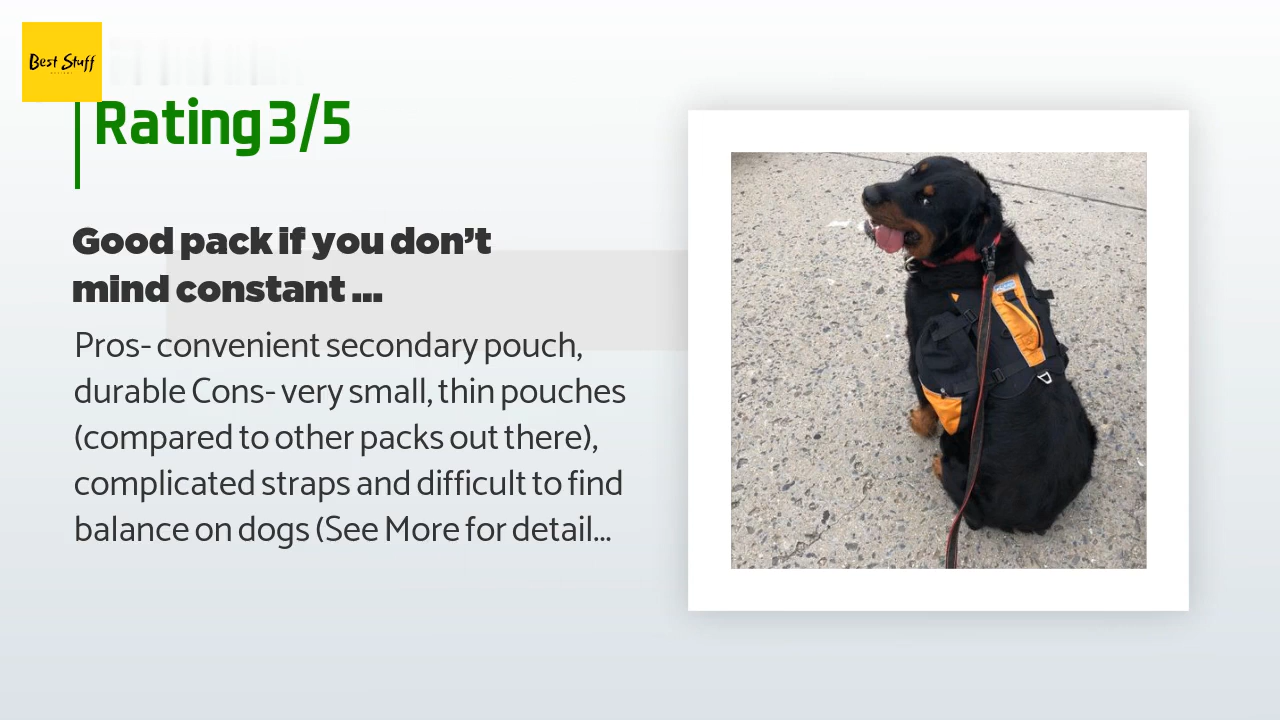 Best Stuff
Rating 3/5
Good pack if you don’t
mind constant ...
Pros- convenient secondary pouch,
durable Cons- very small, thin pouches
(compared to other packs out there),
complicated straps and difficult to find
balance on dogs (See More for detail...